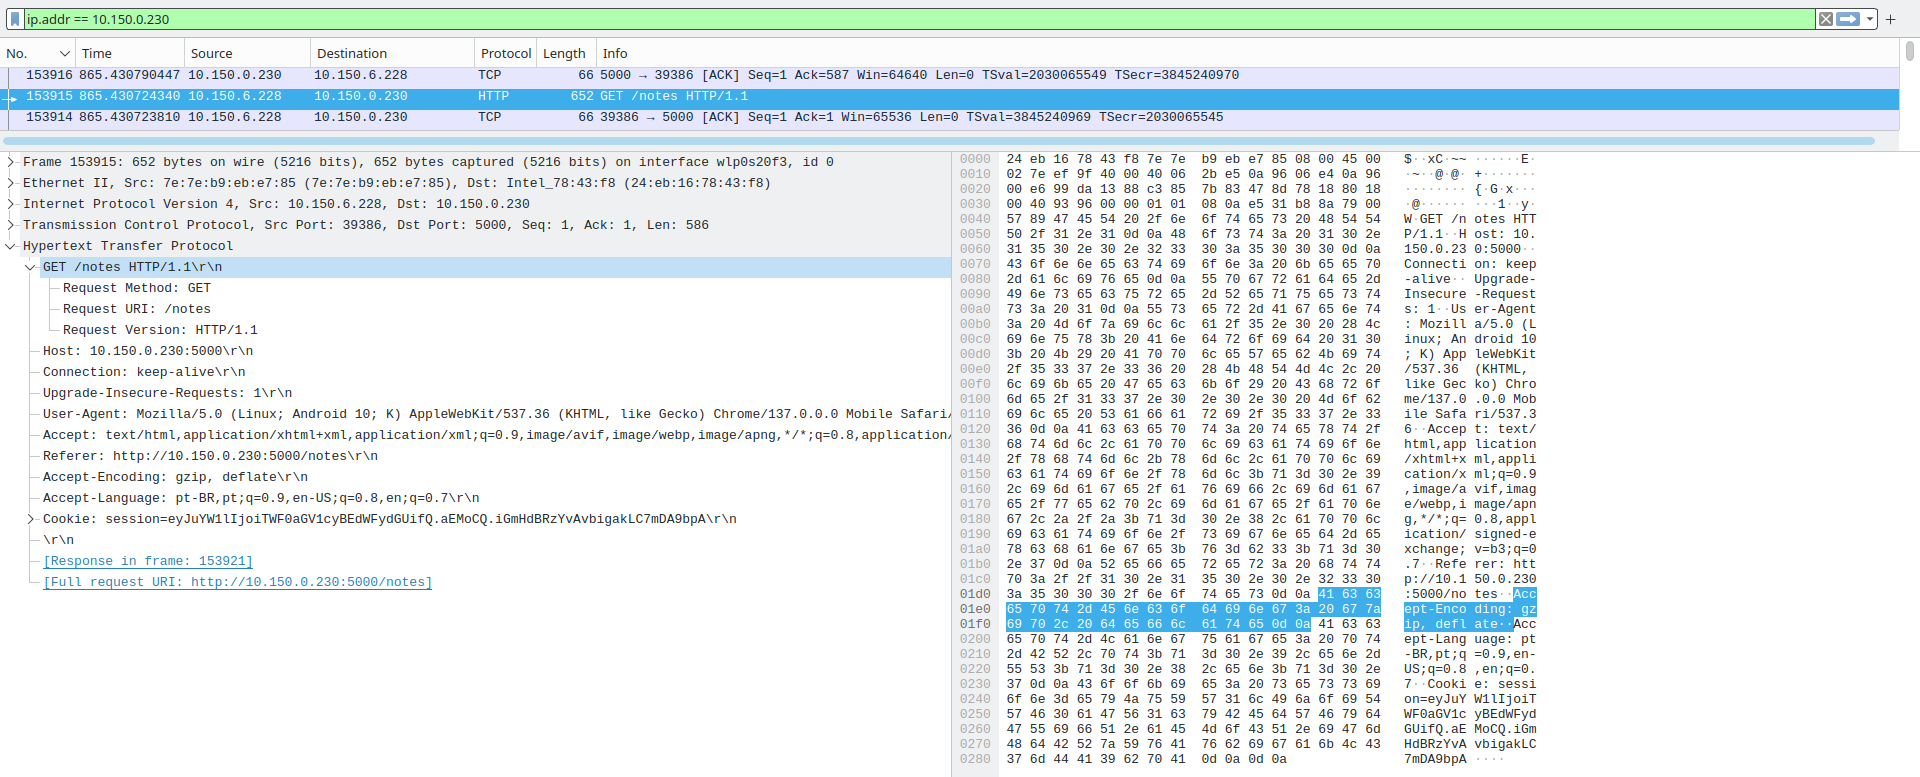 ip.addr == 10.150.0.230
No. Time Source Destination Protocol Length Info
153916 865.430790447 10.150.0.230 10.150.6.228 TCP 66 5000 → 39386 [ACK] Seq=1 Ack=587 Win=64640 Len=0 TSval=2030065549 TSecr=3845240970
153915 865.430724340 10.150.6.228 10.150.0.230 HTTP 652 GET /notes HTTP/1.1
153914 865.430723810 10.150.6.228 10.150.0.230 TCP 66 39386 → 5000 [ACK] Seq=1 Ack=1 Win=65536 Len=0 TSval=3845240969 TSecr=2030065545
Frame 153915: 652 bytes on wire (5216 bits), 652 bytes captured (5216 bits) on interface wlp0s20f3, id 0
Ethernet II, Src: 7e:7e:b9:eb:e7:85 (7e:7e:b9:eb:e7:85), Dst: Intel_78:43:f8 (24:eb:16:78:43:f8)
Internet Protocol Version 4, Src: 10.150.6.228, Dst: 10.150.0.230
Transmission Control Protocol, Src Port: 39386, Dst Port: 5000, Seq: 1, Ack: 1, Len: 586
Hypertext Transfer Protocol
GET /notes HTTP/1.1\r\n
Request Method: GET
Request URI: /notes
Request Version: HTTP/1.1
Host: 10.150.0.230:5000\r\n
Connection: keep-alive\r\n
Upgrade-Insecure-Requests: 1\r\n
User-Agent: Mozilla/5.0 (Linux; Android 10; K) AppleWebKit/537.36 (KHTML, like Gecko) Chrome/137.0.0.0 Mobile Safari/
Accept: text/html,application/xhtml+xml,application/xml;q=0.9,image/avif,image/webp,image/apng,*/*;q=0.8,application/
Referer: http://10.150.0.230:5000/notes\r\n
Accept-Encoding: gzip, deflate\r\n
Accept-Language: pt-BR,pt;q=0.9,en-US;q=0.8,en;q=0.7\r\n
Cookie: session=eyJuYW1lIjoiTWF0aGV1cyBEdWFydGUifQ.aEMoCQ.iGmHdBRzYvAvbigakLC7mDA9bpA\r\n
\r\n
[Response in frame: 153921]
[Full request URI: http://10.150.0.230:5000/notes]
0000 24 eb 16 78 43 f8 7e 7e b9 eb e7 85 08 00 45 00 $··xC·~~ ······E·
0010 02 7e ef 9f 40 00 40 06 2b e5 0a 96 06 e4 0a 96 ·~··@·@· +·······
0020 00 e6 99 da 13 88 c3 85 7b 83 47 8d 78 18 80 18 ········ {·G·x···
0030 00 40 93 96 00 00 01 01 08 0a e5 31 b8 8a 79 00 ·@······ ···1··y·
0040 57 89 47 45 54 20 2f 6e 6f 74 65 73 20 48 54 54 W·GET /n otes HTT
0050 50 2f 31 2e 31 0d 0a 48 6f 73 74 3a 20 31 30 2e P/1.1··H ost: 10.
0060 31 35 30 2e 30 2e 32 33 30 3a 35 30 30 30 0d 0a 150.0.23 0:5000··
0070 43 6f 6e 6e 65 63 74 69 6f 6e 3a 20 6b 65 65 70 Connecti on: keep
0080 2d 61 6c 69 76 65 0d 0a 55 70 67 72 61 64 65 2d -alive·· Upgrade-
0090 49 6e 73 65 63 75 72 65 2d 52 65 71 75 65 73 74 Insecure -Request
00a0 73 3a 20 31 0d 0a 55 73 65 72 2d 41 67 65 6e 74 s: 1··Us er-Agent
00b0 3a 20 4d 6f 7a 69 6c 6c 61 2f 35 2e 30 20 28 4c : Mozill a/5.0 (L
00c0 69 6e 75 78 3b 20 41 6e 64 72 6f 69 64 20 31 30 inux; An droid 10
00d0 3b 20 4b 29 20 41 70 70 6c 65 57 65 62 4b 69 74 ; K) App leWebKit
00e0 2f 35 33 37 2e 33 36 20 28 4b 48 54 4d 4c 2c 20 /537.36 (KHTML,
00f0 6c 69 6b 65 20 47 65 63 6b 6f 29 20 43 68 72 6f like Gec ko) Chro
0100 6d 65 2f 31 33 37 2e 30 2e 30 2e 30 20 4d 6f 62 me/137.0 .0.0 Mob
0110 69 6c 65 20 53 61 66 61 72 69 2f 35 33 37 2e 33 ile Safa ri/537.3
0120 36 0d 0a 41 63 63 65 70 74 3a 20 74 65 78 74 2f 6··Accep t: text/
0130 68 74 6d 6c 2c 61 70 70 6c 69 63 61 74 69 6f 6e html,app lication
0140 2f 78 68 74 6d 6c 2b 78 6d 6c 2c 61 70 70 6c 69 /xhtml+x ml,appli
0150 63 61 74 69 6f 6e 2f 78 6d 6c 3b 71 3d 30 2e 39 cation/x ml;q=0.9
0160 2c 69 6d 61 67 65 2f 61 76 69 66 2c 69 6d 61 67 ,image/a vif,imag
0170 65 2f 77 65 62 70 2c 69 6d 61 67 65 2f 61 70 6e e/webp,i mage/apn
0180 67 2c 2a 2f 2a 3b 71 3d 30 2e 38 2c 61 70 70 6c g,*/*;q= 0.8,appl
0190 69 63 61 74 69 6f 6e 2f 73 69 67 6e 65 64 2d 65 ication/ signed-e
01a0 78 63 68 61 6e 67 65 3b 76 3d 62 33 3b 71 3d 30 xchange; v=b3;q=0
01b0 2e 37 0d 0a 52 65 66 65 72 65 72 3a 20 68 74 74 .7··Refe rer: htt
01c0 70 3a 2f 2f 31 30 2e 31 35 30 2e 30 2e 32 33 30 p://10.1 50.0.230
01d0 3a 35 30 30 30 2f 6e 6f 74 65 73 0d 0a 41 63 63 :5000/no tes··Acc
01e0 65 70 74 2d 45 6e 63 6f 64 69 6e 67 3a 20 67 7a ept-Enco ding: gz
01f0 69 70 2c 20 64 65 66 6c 61 74 65 0d 0a 41 63 63 ip, defl ate··Acc
0200 65 70 74 2d 4c 61 6e 67 75 61 67 65 3a 20 70 74 ept-Lang uage: pt
0210 2d 42 52 2c 70 74 3b 71 3d 30 2e 39 2c 65 6e 2d -BR,pt;q =0.9,en-
0220 55 53 3b 71 3d 30 2e 38 2c 65 6e 3b 71 3d 30 2e US;q=0.8 ,en;q=0.
0230 37 0d 0a 43 6f 6f 6b 69 65 3a 20 73 65 73 73 69 7··Cooki e: sessi
0240 6f 6e 3d 65 79 4a 75 59 57 31 6c 49 6a 6f 69 54 on=eyJuY W1lIjoiT
0250 57 46 30 61 47 56 31 63 79 42 45 64 57 46 79 64 WF0aGV1c yBEdWFyd
0260 47 55 69 66 51 2e 61 45 4d 6f 43 51 2e 69 47 6d GUifQ.aE MoCQ.iGm
0270 48 64 42 52 7a 59 76 41 76 62 69 67 61 6b 4c 43 HdBRzYvA vbigakLC
0280 37 6d 44 41 39 62 70 41 0d 0a 0d 0a 7mDA9bpA ····